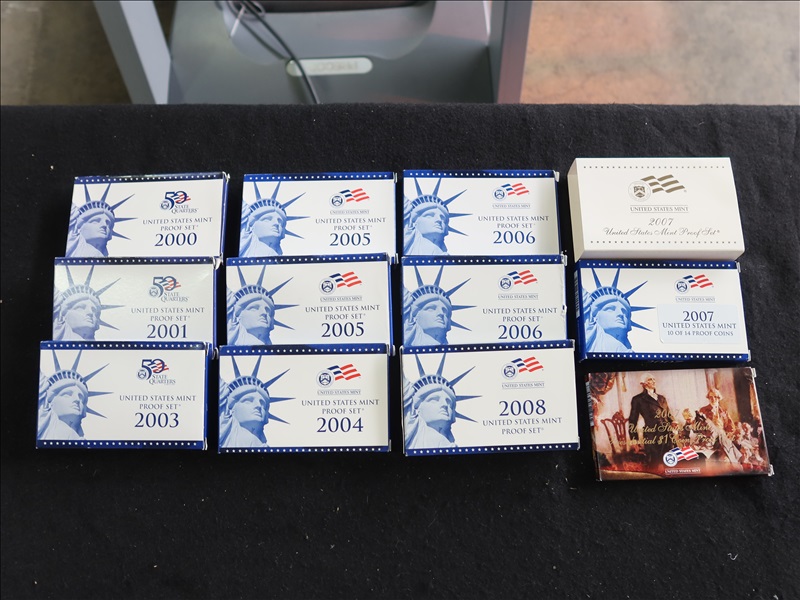 50
STATE
QUARTERS
UNITED STATES MINT
PROOF SET
2000
UNITED STATES MINT
UNITED STATES MINT
PROOF SET
2005
UNITED STATES MINT
UNITED STATES MINT
PROOF SET
2006
UNITED STATES MINT
2007
United States Mint Proof Set
50
STATE
QUARTERS
UNITED STATES MINT
PROOF SET
2001
UNITED STATES MINT
UNITED STATES MINT
PROOF SET
2005
UNITED STATES MINT
UNITED STATES MINT
PROOF SET
2006
UNITED STATES MINT
2007
UNITED STATES MINT
10 OF 14 PROOF COINS
50
STATE
QUARTERS
UNITED STATES MINT
PROOF SET
2003
UNITED STATES MINT
UNITED STATES MINT
PROOF SET
2004
UNITED STATES MINT
2008
UNITED STATES MINT
PROOF SET
United States Mint
$1 Coin Proof
UNITED STATES MINT